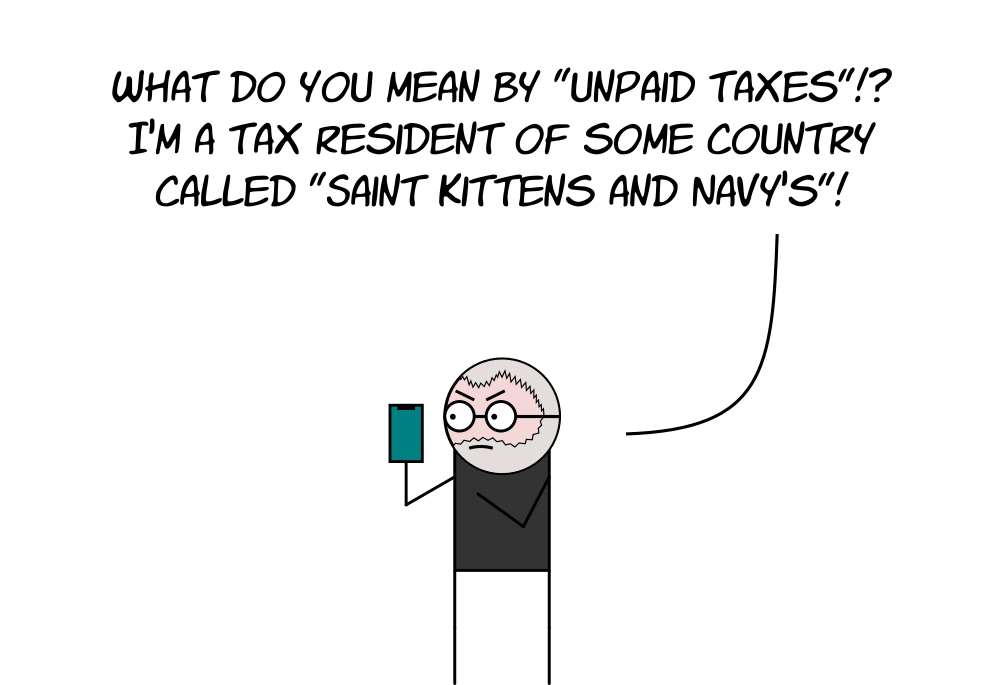 WHAT DO YOU MEAN BY "UNPAID TAXES"!?
I'M A TAX RESIDENT OF SOME COUNTRY
CALLED "SAINT KITTENS AND NAVY'S"!